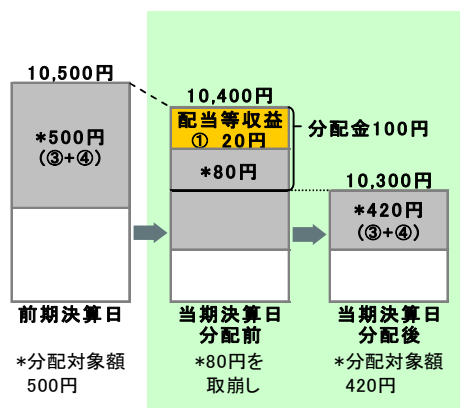 10,500円
*500円
(③+④)
前期決算日
*分配対象額
500円
10,400円
配当等収益
① 20円
*80円
分配金100円
当期決算日
分配前
*80円を
取崩し
10,300円
*420円
(③+④)
当期決算日
分配後
*分配対象額
420円